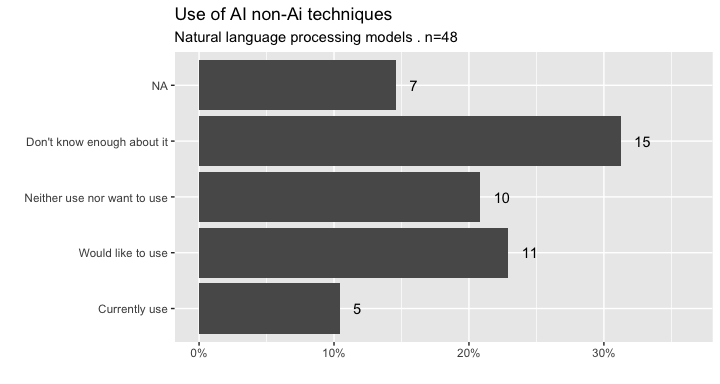 Use of AI non-Ai techniques
Natural language processing models . n=48
NA
7
Don't know enough about it
15
Neither use nor want to use
10
Would like to use
11
Currently use
5
0%
10%
20%
30%